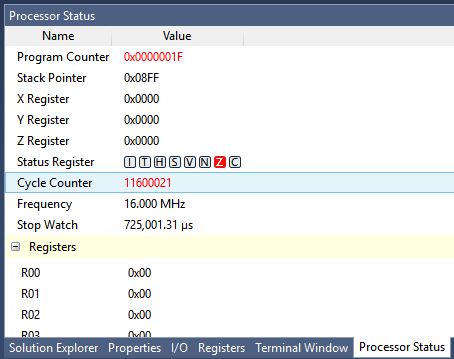 Processor Status
Name Value
Program Counter 0x0000001F
Stack Pointer 0x08FF
X Register 0x0000
Y Register 0x0000
Z Register 0x0000
Status Register I T H S V N Z C
Cycle Counter 11600021
Frequency 16.000 MHz
Stop Watch 725,001.31 µs
Registers
R00 0x00
R01 0x00
R02 0x00
R03 0x00
Solution Explorer Properties I/O Registers Terminal Window Processor Status